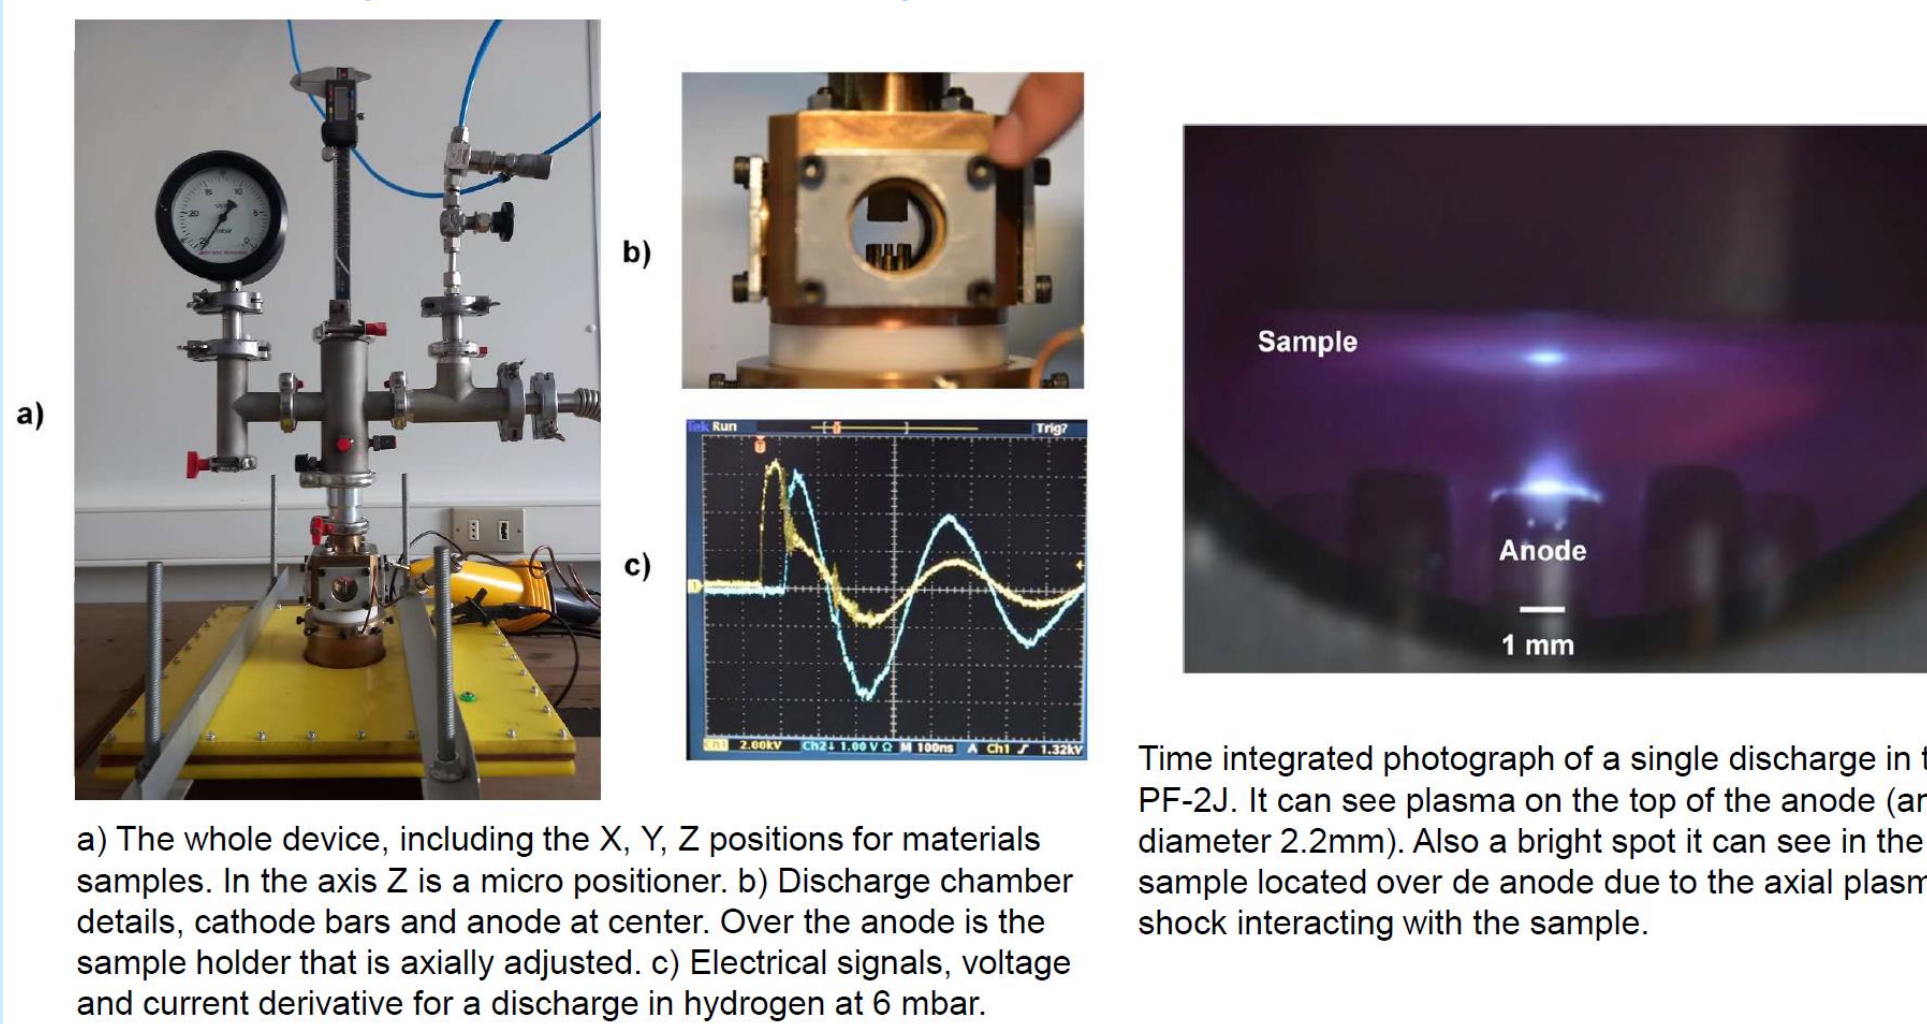 a)
b)
c)
Tek Run
Trig?
Ch1 2.00kV Ch2 1.00 V Ω M 100ns A Ch1 1.32kV
Sample
Anode
1 mm
a) The whole device, including the X, Y, Z positions for materials
samples. In the axis Z is a micro positioner. b) Discharge chamber
details, cathode bars and anode at center. Over the anode is the
sample holder that is axially adjusted. c) Electrical signals, voltage
and current derivative for a discharge in hydrogen at 6 mbar.
Time integrated photograph of a single discharge in
PF-2J. It can see plasma on the top of the anode
diameter 2.2mm). Also a bright spot it can see in the
sample located over de anode due to the axial
shock interacting with the sample.